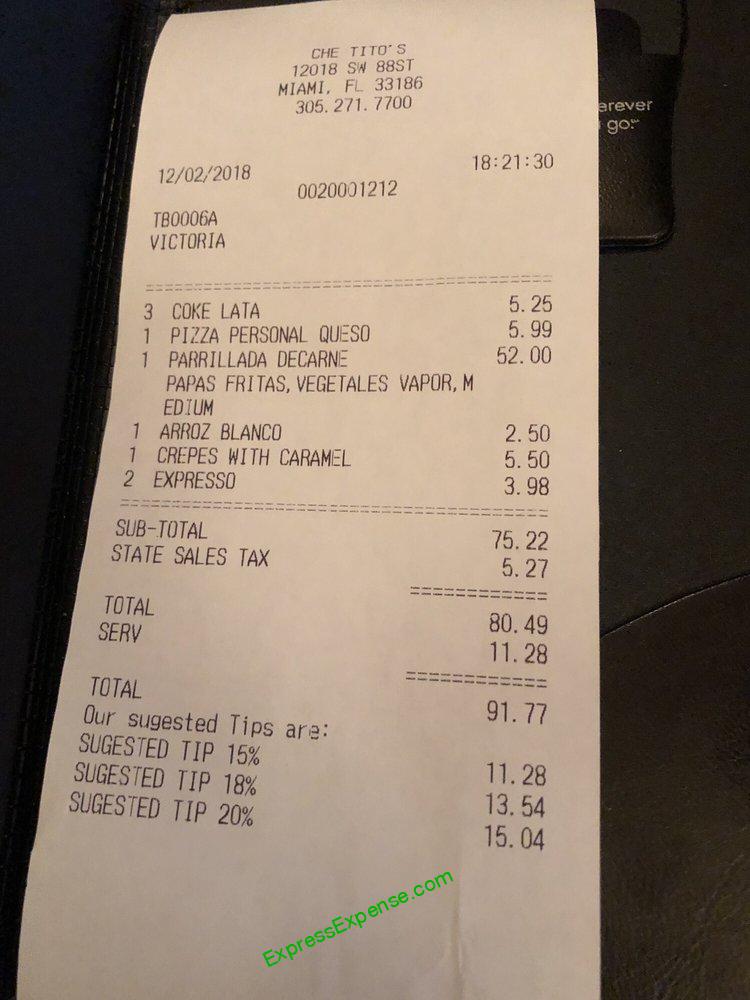 CHE TITO'S
12018 SW 88ST
MIAMI, FL 33186
305.271.7700
erever
go.℠
12/02/2018 18:21:30
0020001212
TB0006A
VICTORIA
3 COKE LATA 5.25
1 PIZZA PERSONAL QUESO 5.99
1 PARRILLADA DECARNE 52.00
PAPAS FRITAS, VEGETALES VAPOR, M
EDIUM
1 ARROZ BLANCO 2.50
1 CREPES WITH CARAMEL 5.50
2 EXPRESSO 3.98
SUB-TOTAL 75.22
STATE SALES TAX 5.27
TOTAL 80.49
SERV 11.28
TOTAL 91.77
Our sugested Tips are:
SUGESTED TIP 15% 11.28
SUGESTED TIP 18% 13.54
SUGESTED TIP 20% 15.04
ExpressExpense.com